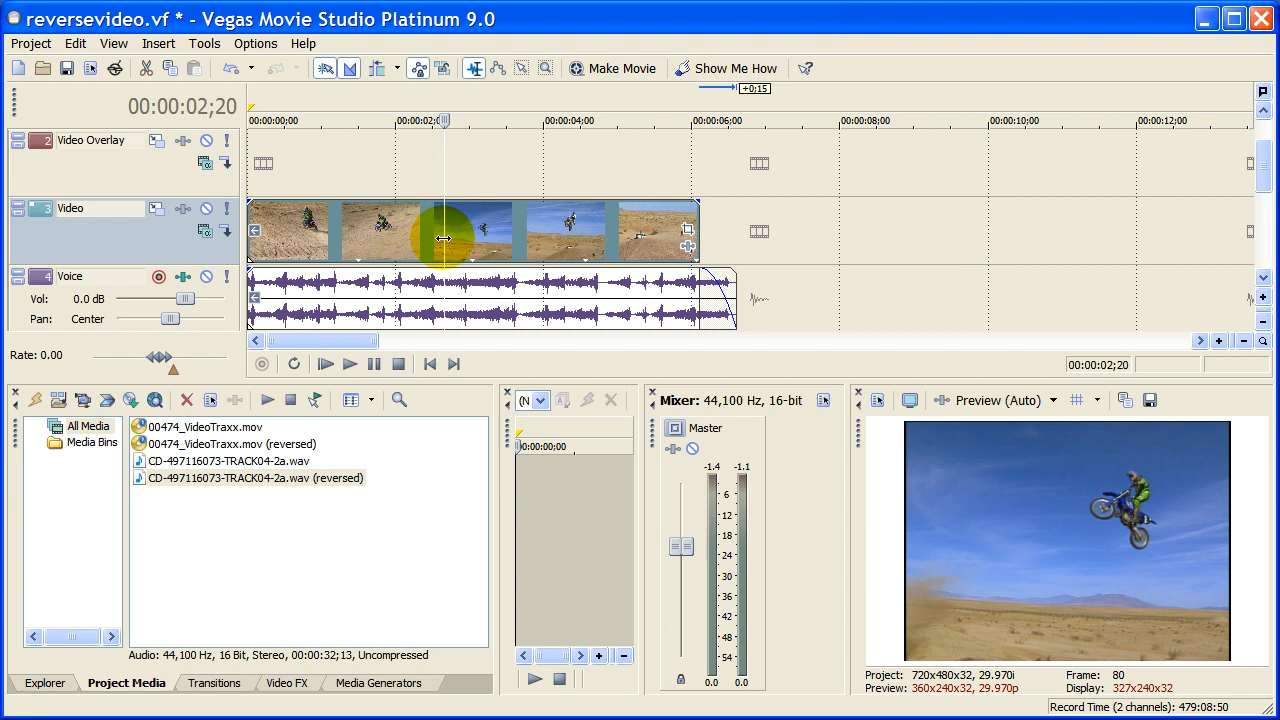 reversevideo.vf * - Vegas Movie Studio Platinum 9.0
Project Edit View Insert Tools Options Help
Make Movie Show Me How
+0;15
00:00:02;20
00:00:00;00 00:00:02;0 00:00:04;00 00:00:06;00 00:00:08;00 00:00:10;00 00:00:12;00
2 Video Overlay
3 Video
4 Voice
Vol: 0.0 dB
Pan: Center
Rate: 0.00
00:00:02;20
All Media
Media Bins
00474_VideoTraxx.mov
00474_VideoTraxx.mov (reversed)
CD-497116073-TRACK04-2a.wav
CD-497116073-TRACK04-2a.wav (reversed)
Audio: 44,100 Hz, 16 Bit, Stereo, 00:00:32;13, Uncompressed
Explorer Project Media Transitions Video FX Media Generators
(N
00:00:00;00
Mixer: 44,100 Hz, 16-bit
Master
-1.4 -1.1
6
12
18
24
30
36
42
48
54
0.0 0.0
Preview (Auto)
Project: 720x480x32, 29.970i Frame: 80
Preview: 360x240x32, 29.970p Display: 327x240x32
Record Time (2 channels): 479:08:50